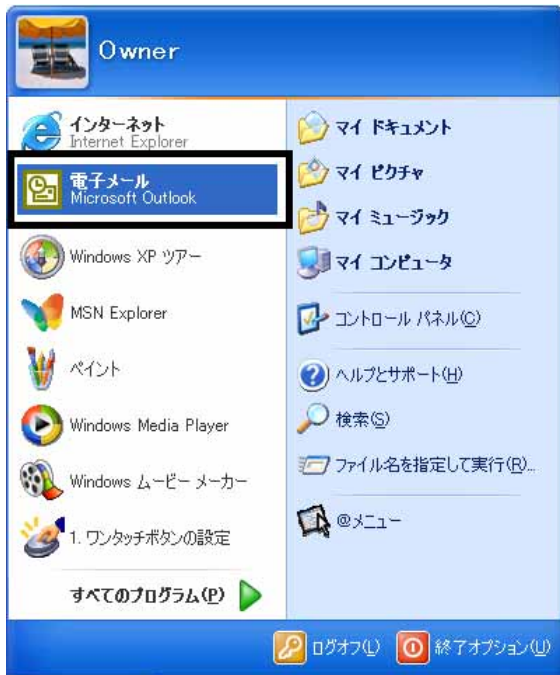 Owner
インターネット
Internet Explorer
電子メール
Microsoft Outlook
Windows XP ツアー
MSN Explorer
ペイント
Windows Media Player
Windows ムービー メーカー
1. ワンタッチボタンの設定
すべてのプログラム(P)
マイ ドキュメント
マイ ピクチャ
マイ ミュージック
マイ コンピュータ
コントロール パネル(C)
ヘルプとサポート(H)
検索(S)
ファイル名を指定して実行(R)...
@メニュー
ログオフ(L)
終了オプション(U)